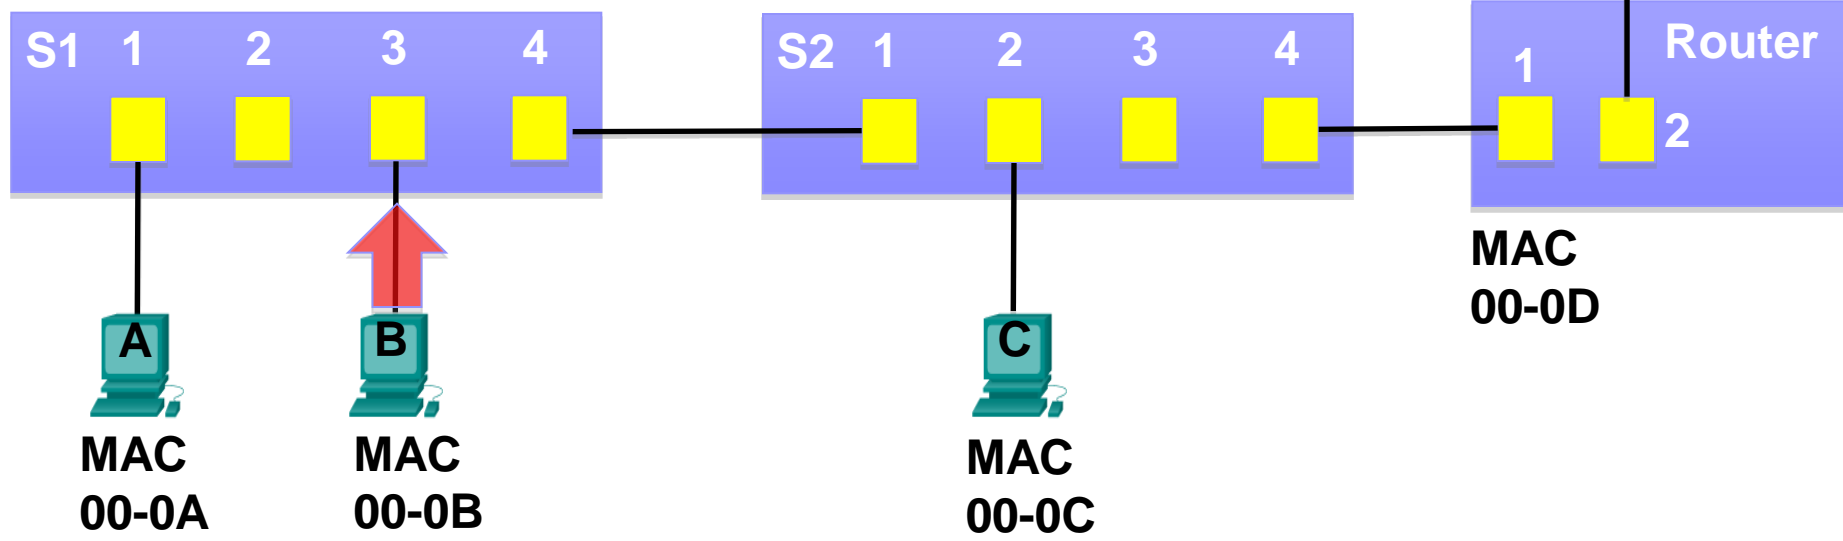 S1 1 2 3 4
S2 1 2 3 4
Router
1
2
A
B
C
MAC
00-0A
MAC
00-0B
MAC
00-0C
MAC
00-0D